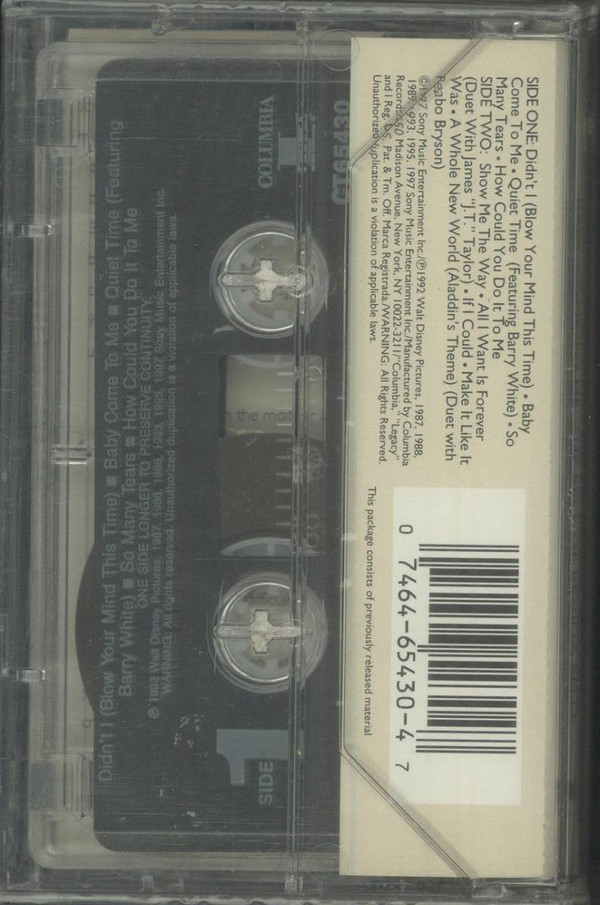 SIDE ONE: Didn't I (Blow Your Mind This Time) • Baby
Come To Me • Quiet Time (Featuring Barry White) • So
Many Tears • How Could You Do It To Me
SIDE TWO: Show Me The Way • All I Want Is Forever
(Duet With James "J.T." Taylor) • If I Could • Make It Like It
Was • A Whole New World (Aladdin's Theme) (Duet with
Peabo Bryson)
©1997 Sony Music Entertainment Inc./℗1992 Walt Disney Pictures, 1987, 1988,
1989, 1993, 1995, 1997 Sony Music Entertainment Inc./Manufactured by Columbia
Records/550 Madison Avenue, New York, NY 10022-3211/"Columbia," "Legacy"
and I Reg. U.S. Pat. & Tm. Off. Marca Registrada./WARNING: All Rights Reserved.
Unauthorized duplication is a violation of applicable laws.
This package consists of previously released material
0 7464-65430-4 7
COLUMBIA
SIDE 1
Didn't I (Blow Your Mind This Time) ■ Baby Come To Me ■ Quiet Time (Featuring
Barry White) ■ So Many Tears ■ How Could You Do It To Me
ONE SIDE LONGER TO PRESERVE CONTINUITY.
℗ 1992 Walt Disney Pictures, 1987, 1988, 1989, 1993, 1995, 1997 Sony Music Entertainment Inc.
WARNING: All rights reserved. Unauthorized duplication is a violation of applicable laws.